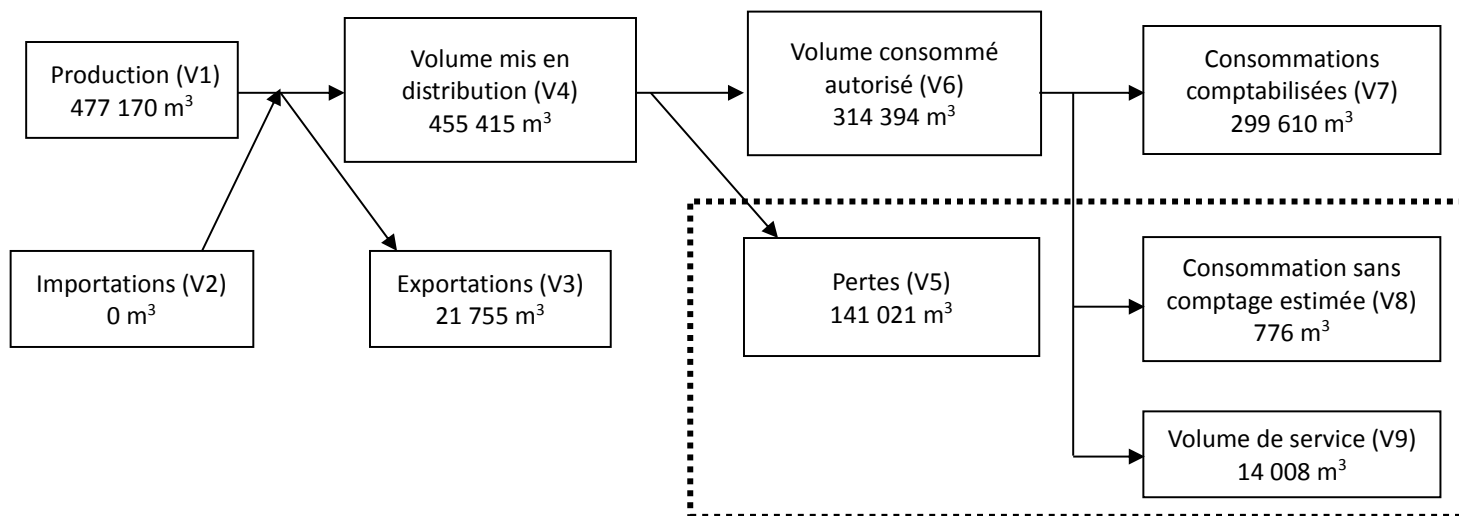 Production (V1)
477 170 m³
Volume mis en
distribution (V4)
455 415 m³
Volume consommé
autorisé (V6)
314 394 m³
Consommations
comptabilisées (V7)
299 610 m³
Importations (V2)
0 m³
Exportations (V3)
21 755 m³
Pertes (V5)
141 021 m³
Consommation sans
comptage estimée (V8)
776 m³
Volume de service (V9)
14 008 m³